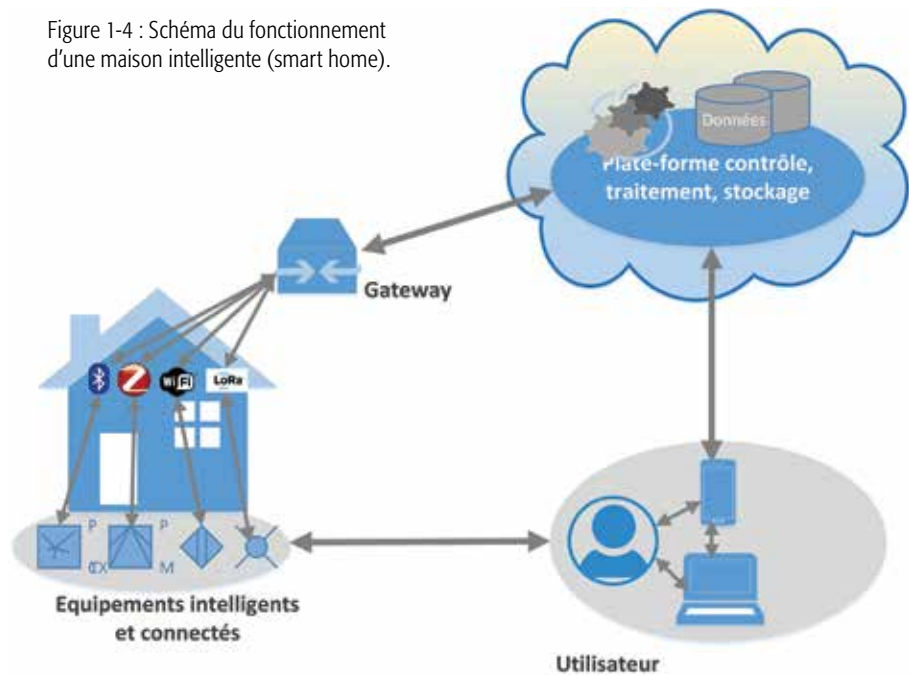 Figure 1-4 : Schéma du fonctionnement
d'une maison intelligente (smart home).
Données
Plate-forme contrôle,
traitement, stockage
Gateway
WiFi
LoRa
P
P
M
Equipements intelligents
et connectés
Utilisateur